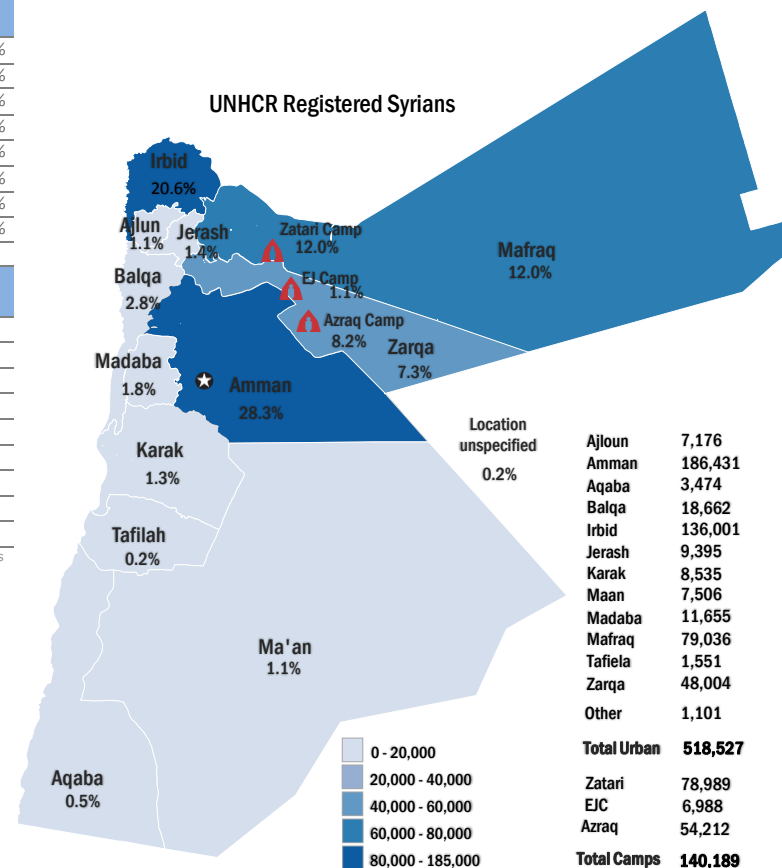 %
%
%
%
%
%
%
%
s
UNHCR Registered Syrians
Irbid
20.6%
Ajlun
1.1%
Jerash
1.4%
Zatari Camp
12.0%
Mafraq
12.0%
Balqa
2.8%
EJ Camp
1.1%
Azraq Camp
8.2%
Zarqa
7.3%
Madaba
1.8%
Amman
28.3%
Karak
1.3%
Location
unspecified
0.2%
Tafilah
0.2%
Ma'an
1.1%
Aqaba
0.5%
0 - 20,000
20,000 - 40,000
40,000 - 60,000
60,000 - 80,000
80,000 - 185,000
Ajloun 7,176
Amman 186,431
Aqaba 3,474
Balqa 18,662
Irbid 136,001
Jerash 9,395
Karak 8,535
Maan 7,506
Madaba 11,655
Mafraq 79,036
Tafiela 1,551
Zarqa 48,004
Other 1,101
Total Urban 518,527
Zatari 78,989
EJC 6,988
Azraq 54,212
Total Camps 140,189